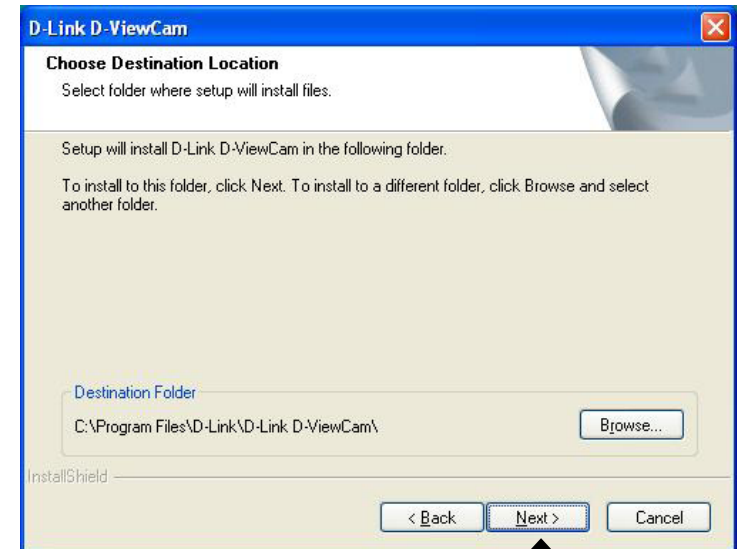 D-Link D-ViewCam
Choose Destination Location
Select folder where setup will install files.
Setup will install D-Link D-ViewCam in the following folder.
To install to this folder, click Next. To install to a different folder, click Browse and select
another folder.
Destination Folder
C:\Program Files\D-Link\D-Link D-ViewCam\
Browse...
InstallShield
< Back
Next >
Cancel